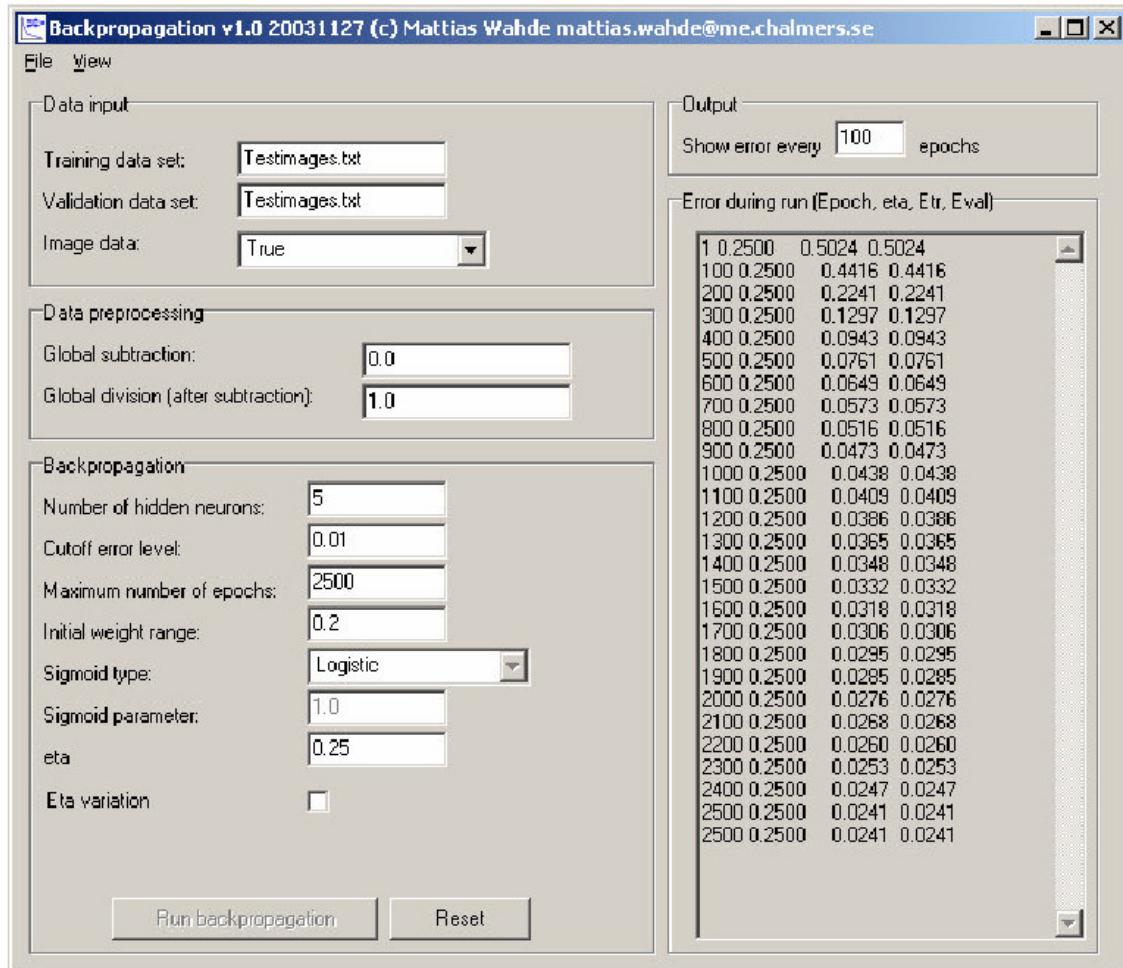 Backpropagation v1.0 20031127 (c) Mattias Wahde mattias.wahde@me.chalmers.se
File View
Data input
Training data set: Testimages.txt
Validation data set: Testimages.txt
Image data: True
Data preprocessing
Global subtraction: 0.0
Global division (after subtraction): 1.0
Backpropagation
Number of hidden neurons: 5
Cutoff error level: 0.01
Maximum number of epochs: 2500
Initial weight range: 0.2
Sigmoid type: Logistic
Sigmoid parameter: 1.0
eta 0.25
Eta variation
Run backpropagation Reset
Output
Show error every 100 epochs
Error during run (Epoch, eta, Etr, Eval)
1 0.2500 0.5024 0.5024
100 0.2500 0.4416 0.4416
200 0.2500 0.2241 0.2241
300 0.2500 0.1297 0.1297
400 0.2500 0.0943 0.0943
500 0.2500 0.0761 0.0761
600 0.2500 0.0649 0.0649
700 0.2500 0.0573 0.0573
800 0.2500 0.0516 0.0516
900 0.2500 0.0473 0.0473
1000 0.2500 0.0438 0.0438
1100 0.2500 0.0409 0.0409
1200 0.2500 0.0386 0.0386
1300 0.2500 0.0365 0.0365
1400 0.2500 0.0348 0.0348
1500 0.2500 0.0332 0.0332
1600 0.2500 0.0318 0.0318
1700 0.2500 0.0306 0.0306
1800 0.2500 0.0295 0.0295
1900 0.2500 0.0285 0.0285
2000 0.2500 0.0276 0.0276
2100 0.2500 0.0268 0.0268
2200 0.2500 0.0260 0.0260
2300 0.2500 0.0253 0.0253
2400 0.2500 0.0247 0.0247
2500 0.2500 0.0241 0.0241
2500 0.2500 0.0241 0.0241